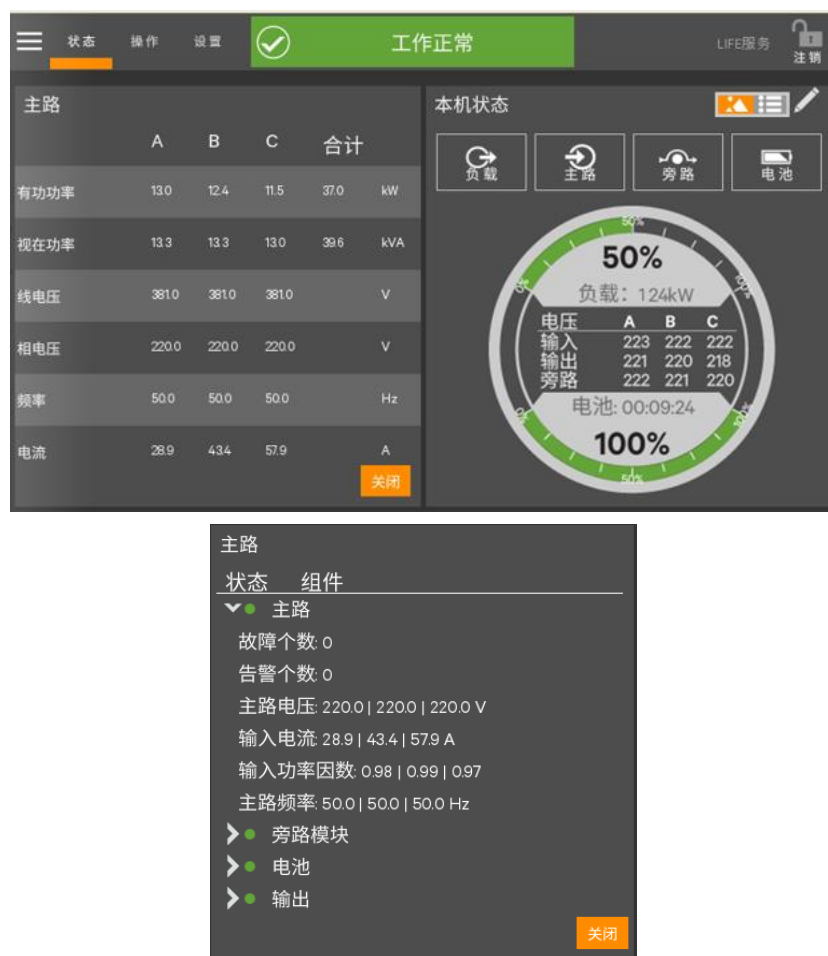 状态 操作 设置 工作正常 LIFE服务 注销
主路
A B C 合计
有功功率 13.0 12.4 11.5 37.0 kW
视在功率 13.3 13.3 13.0 39.6 kVA
线电压 381.0 381.0 381.0 V
相电压 220.0 220.0 220.0 V
频率 50.0 50.0 50.0 Hz
电流 28.9 43.4 57.9 A
关闭
本机状态
负载 主路 旁路 电池
50%
0% 100%
50%
负载: 124kW
电压 A B C
输入 223 222 222
输出 221 220 218
旁路 222 221 220
电池: 00:09:24
100%
0% 100%
50%
主路
状态 组件
主路
故障个数: 0
告警个数: 0
主路电压: 220.0 | 220.0 | 220.0 V
输入电流: 28.9 | 43.4 | 57.9 A
输入功率因数: 0.98 | 0.99 | 0.97
主路频率: 50.0 | 50.0 | 50.0 Hz
旁路模块
电池
输出
关闭